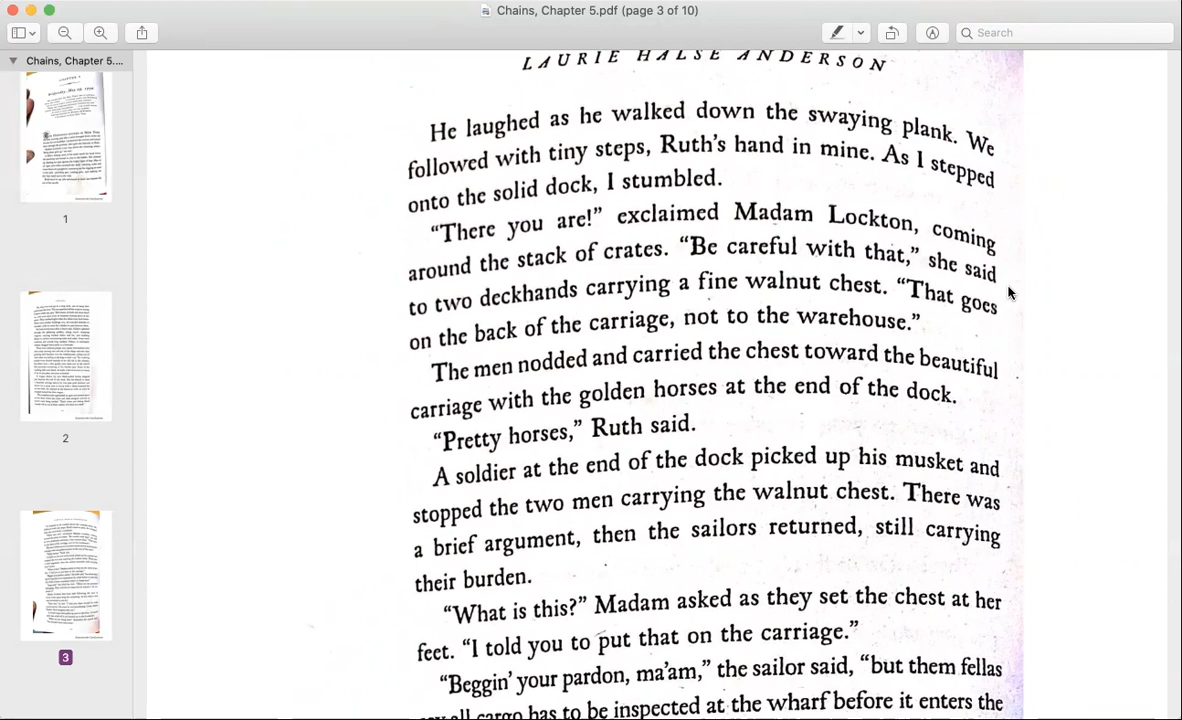 Chains, Chapter 5.pdf (page 3 of 10)
Search
Chains, Chapter 5....
1
2
3
LAURIE HALSE ANDERSON
He laughed as he walked down the swaying plank. We
followed with tiny steps, Ruth's hand in mine. As I stepped
onto the solid dock, I stumbled.
“There you are!” exclaimed Madam Lockton, coming
around the stack of crates. “Be careful with that,” she said
to two deckhands carrying a fine walnut chest. “That goes
on the back of the carriage, not to the warehouse.”
The men nodded and carried the chest toward the beautiful
carriage with the golden horses at the end of the dock.
“Pretty horses,” Ruth said.
A soldier at the end of the dock picked up his musket and
stopped the two men carrying the walnut chest. There was
a brief argument, then the sailors returned, still carrying
their burden.
“What is this?” Madam asked as they set the chest at her
feet. “I told you to put that on the carriage.”
“Beggin' your pardon, ma'am,” the sailor said, “but them fellas
all cargo has to be inspected at the wharf before it enters the